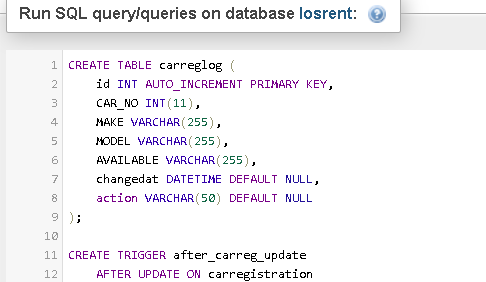 Run SQL query/queries on database losrent:
1 CREATE TABLE carreglog (
2 id INT AUTO_INCREMENT PRIMARY KEY,
3 CAR_NO INT(11),
4 MAKE VARCHAR(255),
5 MODEL VARCHAR(255),
6 AVAILABLE VARCHAR(255),
7 changedat DATETIME DEFAULT NULL,
8 action VARCHAR(50) DEFAULT NULL
9 );
10
11 CREATE TRIGGER after_carreg_update
12 AFTER UPDATE ON carregistration